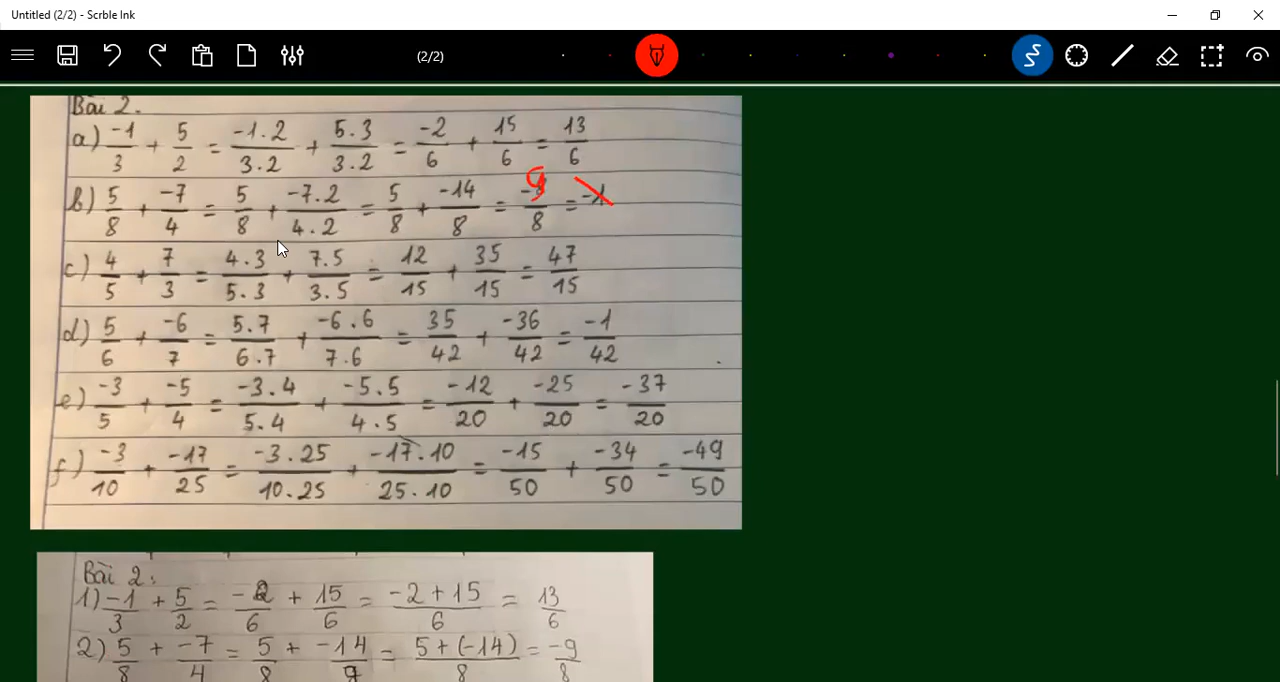 Untitled (2/2) - Scrble Ink
(2/2)
Bài 2.
a) -1/3 + 5/2 = -1.2/3.2 + 5.3/3.2 = -2/6 + 15/6 = 13/6
b) 5/8 + -7/4 = 5/8 + -7.2/4.2 = 5/8 + -14/8 = -9/8 = -1
c) 4/5 + 7/3 = 4.3/5.3 + 7.5/3.5 = 12/15 + 35/15 = 47/15
d) 5/6 + -6/7 = 5.7/6.7 + -6.6/7.6 = 35/42 + -36/42 = -1/42
e) -3/5 + -5/4 = -3.4/5.4 + -5.5/4.5 = -12/20 + -25/20 = -37/20
f) -3/10 + -17/25 = -3.25/10.25 + -17.10/25.10 = -15/50 + -34/50 = -49/50
Bài 2:
1) -1/3 + 5/2 = -2/6 + 15/6 = -2+15/6 = 13/6
2) 5/8 + -7/4 = 5/8 + -14/8 = 5+(-14)/8 = -9/8